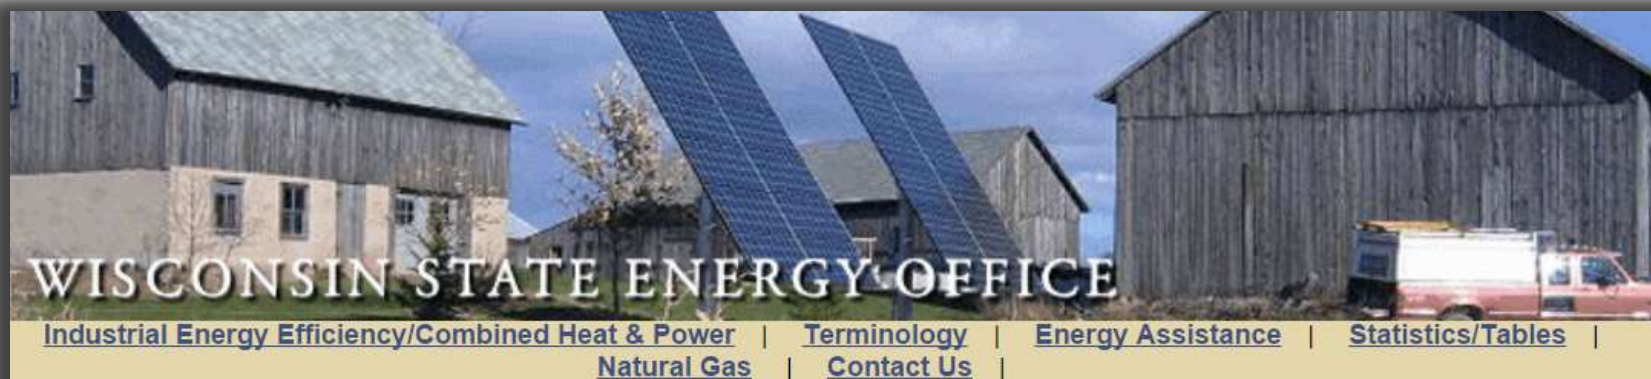 WISCONSIN STATE ENERGY OFFICE
Industrial Energy Efficiency/Combined Heat & Power | Terminology | Energy Assistance | Statistics/Tables |
Natural Gas | Contact Us |